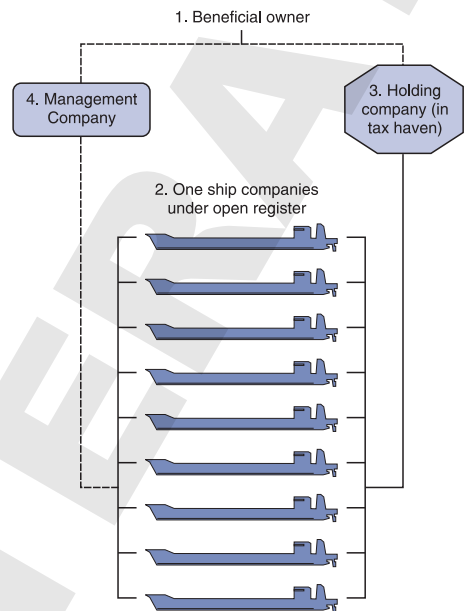 1. Beneficial owner
4. Management
Company
3. Holding
company (in
tax haven)
2. One ship companies
under open register